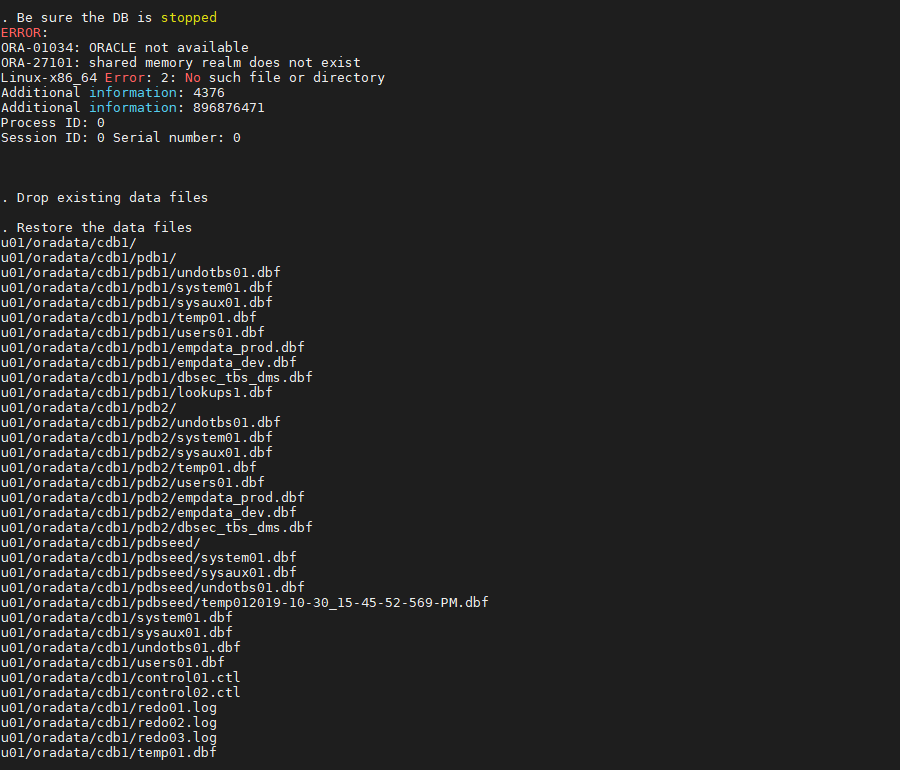 . Be sure the DB is stopped
ERROR:
ORA-01034: ORACLE not available
ORA-27101: shared memory realm does not exist
Linux-x86_64 Error: 2: No such file or directory
Additional information: 4376
Additional information: 896876471
Process ID: 0
Session ID: 0 Serial number: 0
. Drop existing data files
. Restore the data files
u01/oradata/cdb1/
u01/oradata/cdb1/pdb1/
u01/oradata/cdb1/pdb1/undotbs01.dbf
u01/oradata/cdb1/pdb1/system01.dbf
u01/oradata/cdb1/pdb1/sysaux01.dbf
u01/oradata/cdb1/pdb1/temp01.dbf
u01/oradata/cdb1/pdb1/users01.dbf
u01/oradata/cdb1/pdb1/empdata_prod.dbf
u01/oradata/cdb1/pdb1/empdata_dev.dbf
u01/oradata/cdb1/pdb1/dbsec_tbs_dms.dbf
u01/oradata/cdb1/pdb1/lookups1.dbf
u01/oradata/cdb1/pdb2/
u01/oradata/cdb1/pdb2/undotbs01.dbf
u01/oradata/cdb1/pdb2/system01.dbf
u01/oradata/cdb1/pdb2/sysaux01.dbf
u01/oradata/cdb1/pdb2/temp01.dbf
u01/oradata/cdb1/pdb2/users01.dbf
u01/oradata/cdb1/pdb2/empdata_prod.dbf
u01/oradata/cdb1/pdb2/empdata_dev.dbf
u01/oradata/cdb1/pdb2/dbsec_tbs_dms.dbf
u01/oradata/cdb1/pdbseed/
u01/oradata/cdb1/pdbseed/system01.dbf
u01/oradata/cdb1/pdbseed/sysaux01.dbf
u01/oradata/cdb1/pdbseed/undotbs01.dbf
u01/oradata/cdb1/pdbseed/temp012019-10-30_15-45-52-569-PM.dbf
u01/oradata/cdb1/system01.dbf
u01/oradata/cdb1/sysaux01.dbf
u01/oradata/cdb1/undotbs01.dbf
u01/oradata/cdb1/users01.dbf
u01/oradata/cdb1/control01.ctl
u01/oradata/cdb1/control02.ctl
u01/oradata/cdb1/redo01.log
u01/oradata/cdb1/redo02.log
u01/oradata/cdb1/redo03.log
u01/oradata/cdb1/temp01.dbf